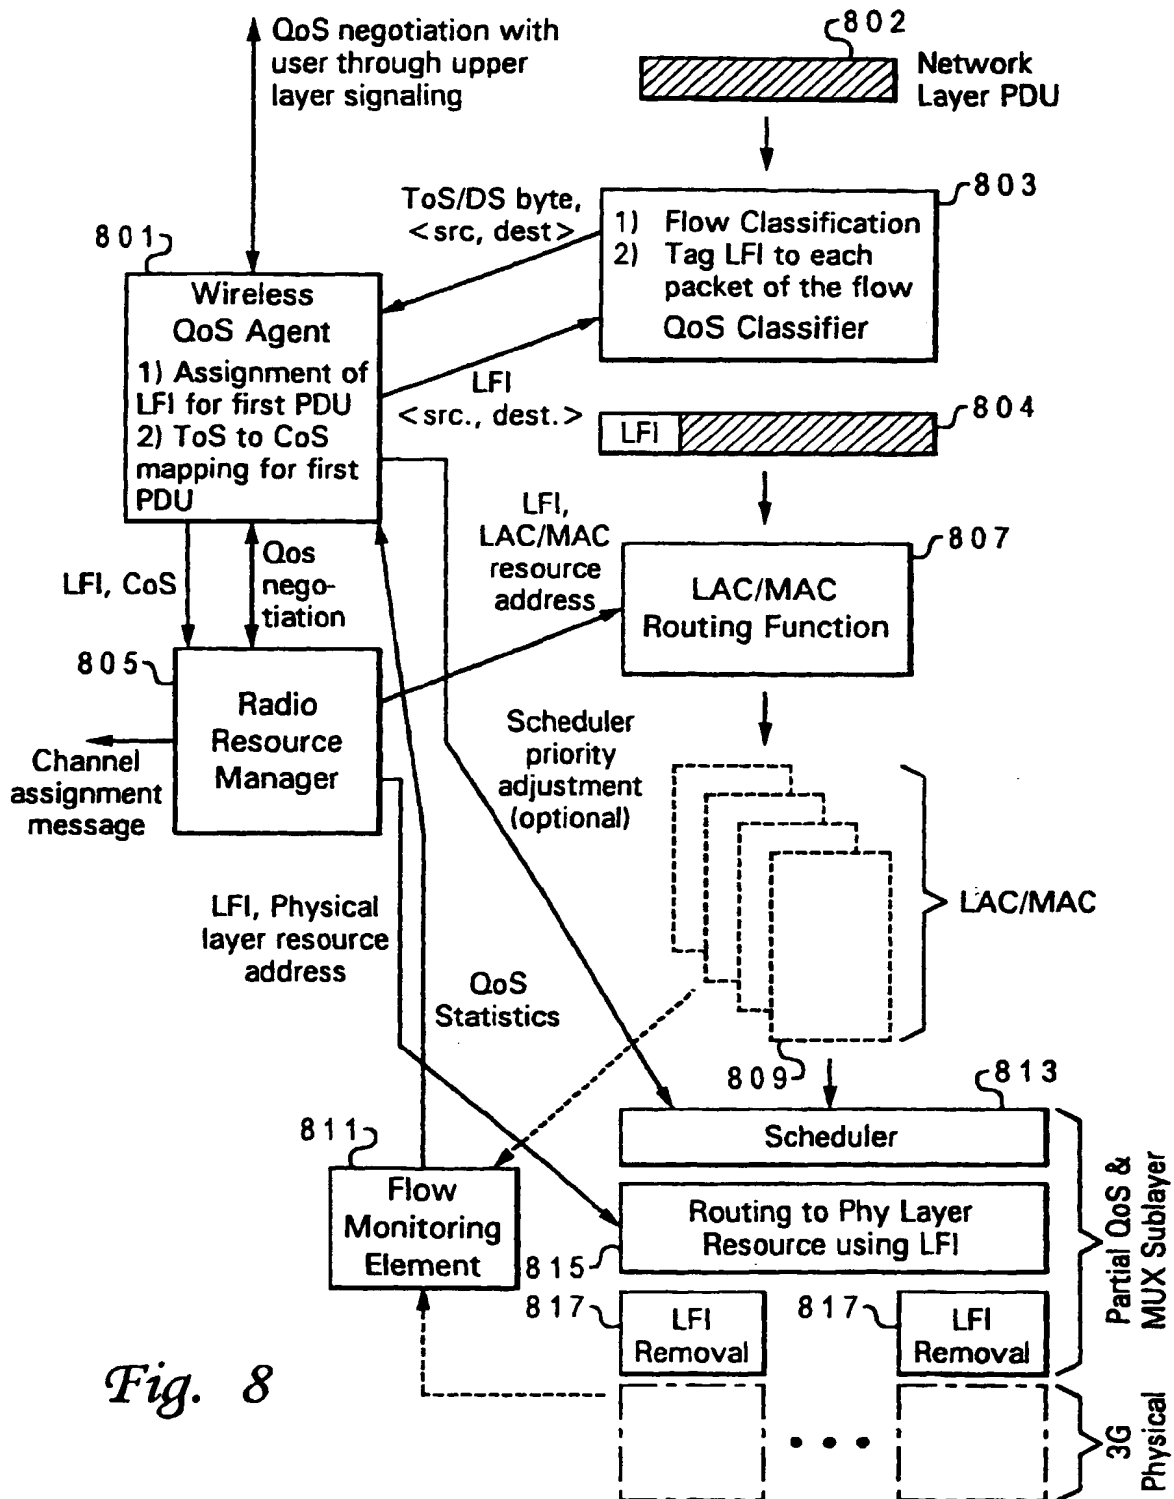 QoS negotiation with
user through upper
layer signaling
802
Network
Layer PDU
803
ToS/DS byte,
<src, dest>
1) Flow Classification
2) Tag LFI to each
packet of the flow
QoS Classifier
801
Wireless
QoS Agent
1) Assignment of
LFI for first PDU
2) ToS to CoS
mapping for first
PDU
LFI
<src., dest.>
804
LFI
LFI,
LAC/MAC
resource
address
807
LAC/MAC
Routing Function
LFI, CoS
Qos
nego-
tiation
805
Radio
Resource
Manager
Channel
assignment
message
Scheduler
priority
adjustment
(optional)
LAC/MAC
LFI, Physical
layer resource
address
QoS
Statistics
809
813
Scheduler
811
Flow
Monitoring
Element
Routing to Phy Layer
Resource using LFI
815
817
LFI
Removal
817
LFI
Removal
Partial QoS &
MUX Sublayer
3G
Physical
Fig. 8